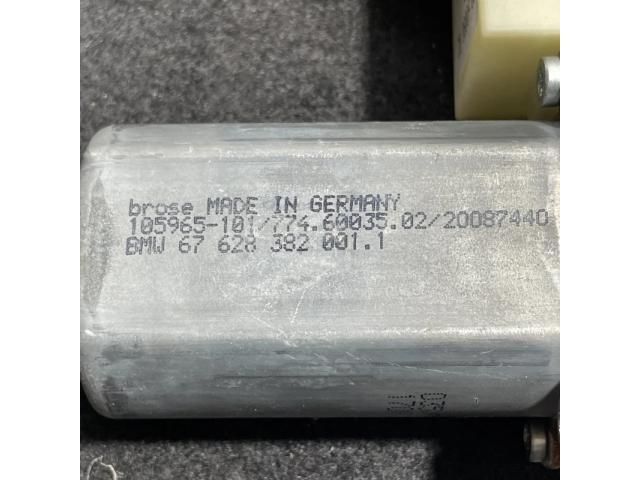 brose MADE IN GERMANY
105965-101/774.60035.02/20087440
BMW 67 628 382 001.1